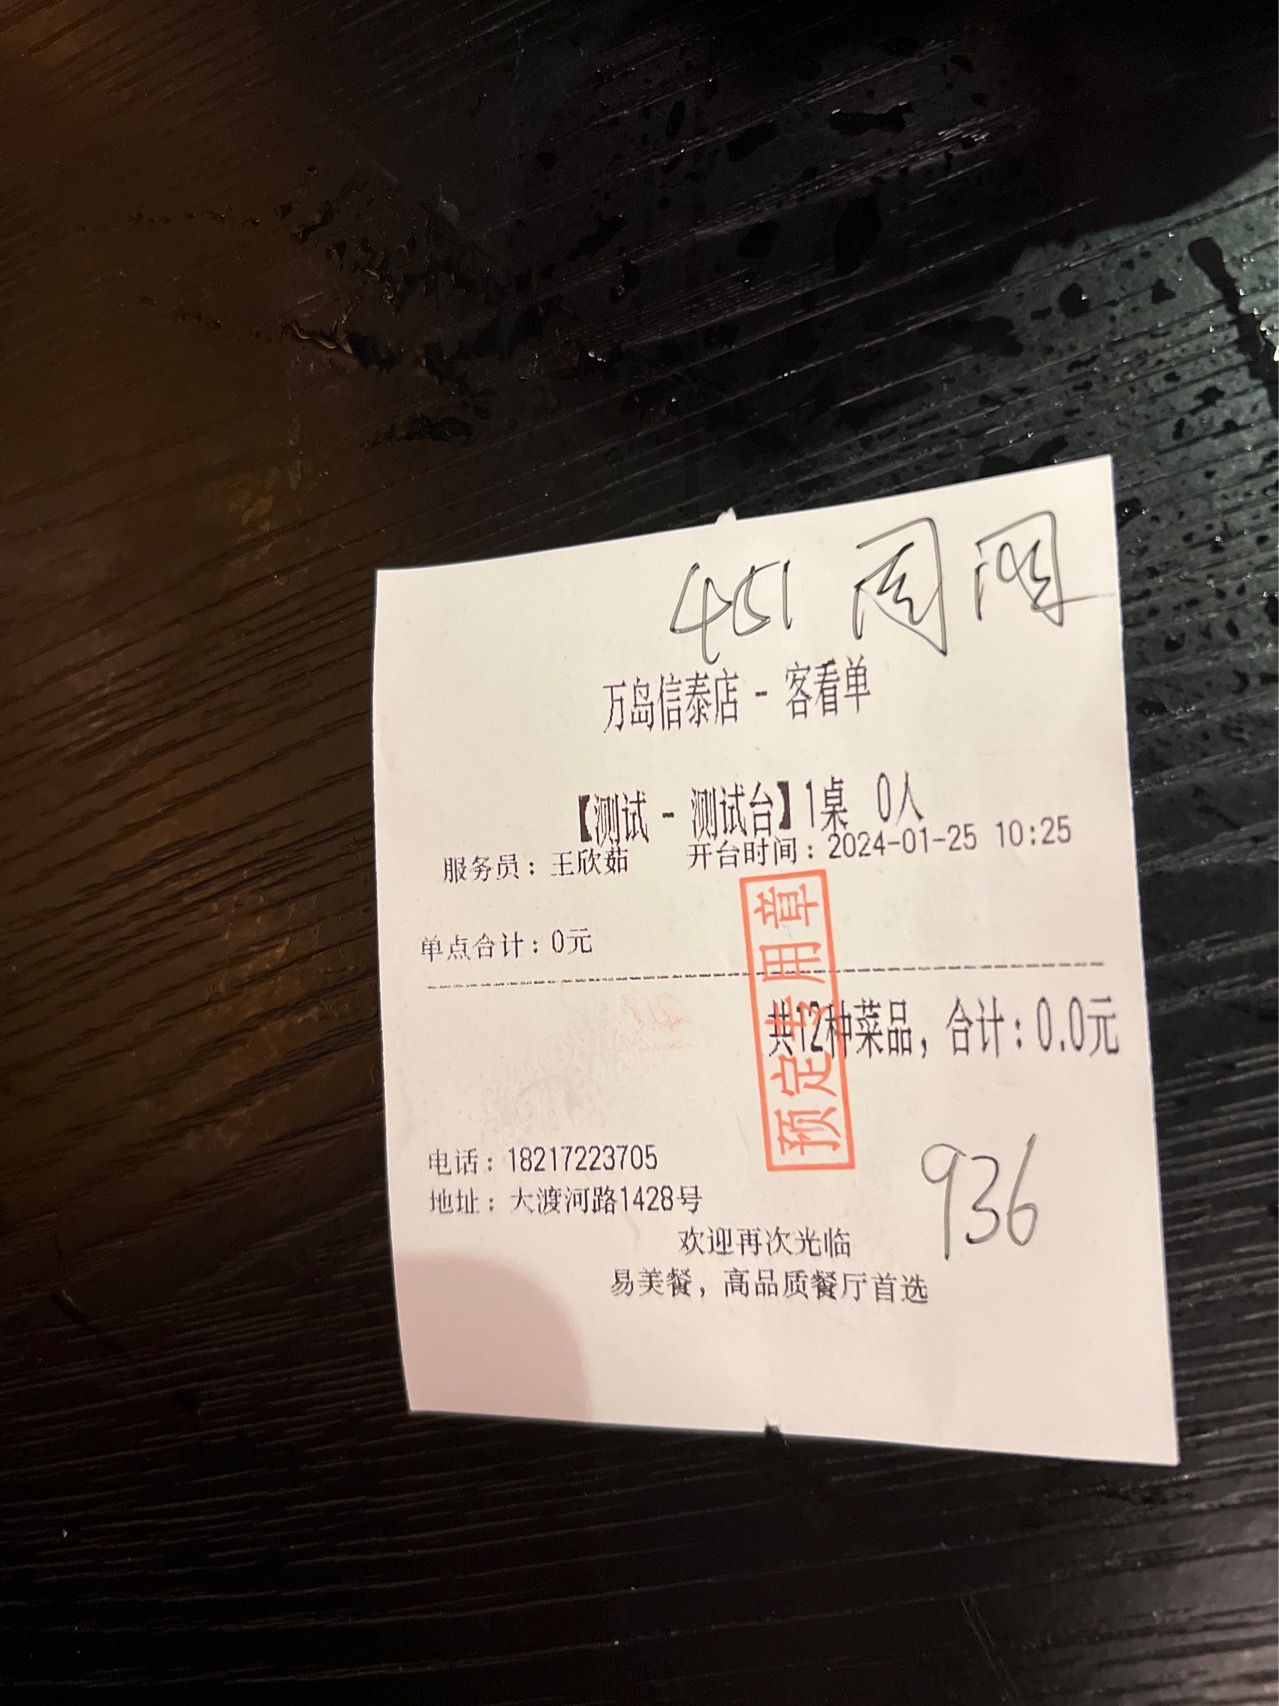 451 周
万岛信泰店 - 客看单
【测试 - 测试台】1桌 0人
服务员：王欣茹 开台时间：2024-01-25 10:25
单点合计：0元
共12种菜品，合计：0.0元
预定专用章
电话：18217223705
地址：大渡河路1428号
936
欢迎再次光临
易美餐，高品质餐厅首选